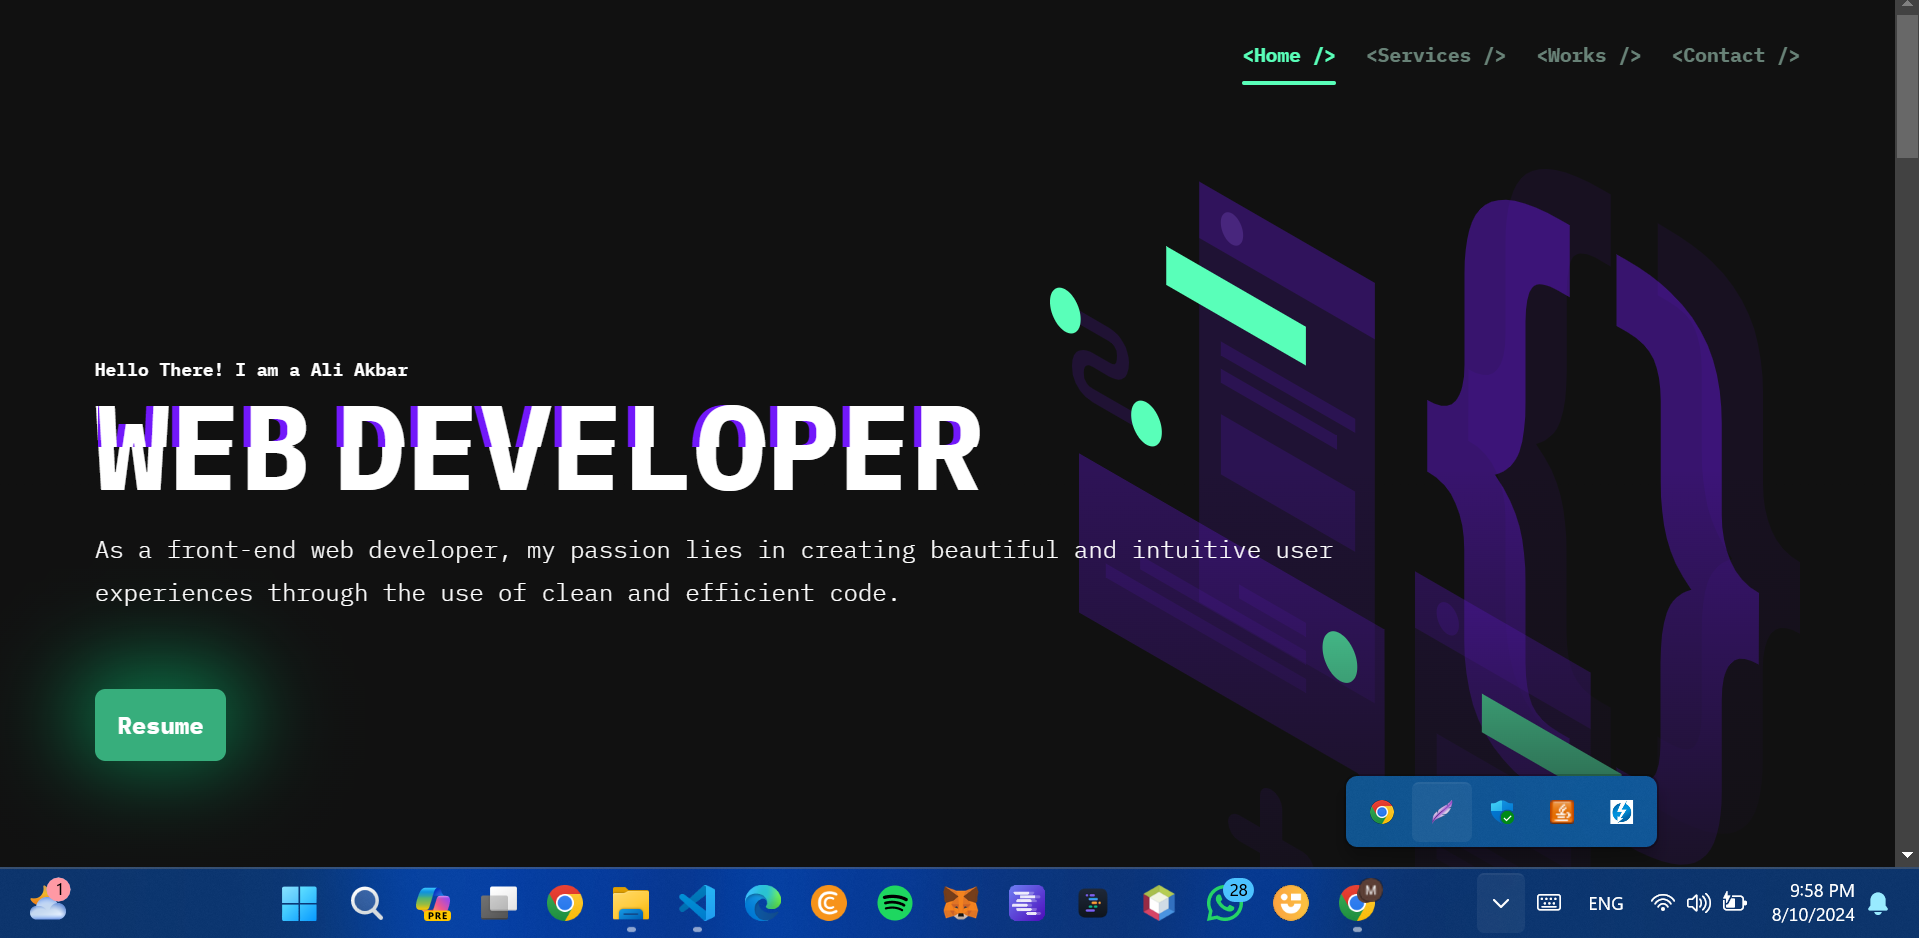 <Home /> <Services /> <Works /> <Contact />
Hello There! I am a Ali Akbar
WEB DEVELOPER
As a front-end web developer, my passion lies in creating beautiful and intuitive user
experiences through the use of clean and efficient code.
Resume
1
PRE
28
M
ENG
9:58 PM
8/10/2024